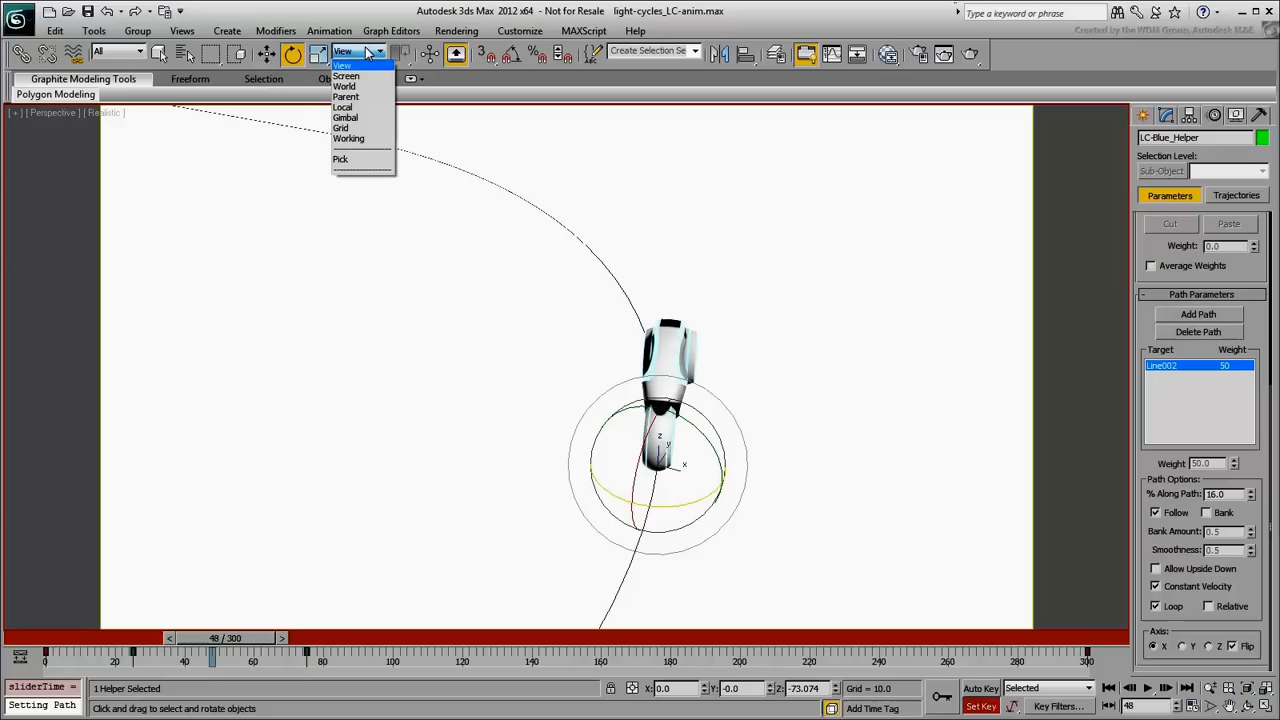 Autodesk 3ds Max 2012 x64 - Not for Resale light-cycles_LC-anim.max
Type a keyword or phrase
Edit Tools Group Views Create Modifiers Animation Graph Editors Rendering Customize MAXScript Help
Created in association with the WDM Group, Autodesk M&E
All
View
Create Selection Se
Graphite Modeling Tools Freeform Selection
Polygon Modeling
View
Screen
World
Parent
Local
Gimbal
Grid
Working
Pick
[ + ] [ Perspective ] [ Realistic ]
LC-Blue_Helper
Selection Level:
Sub-Object
Parameters Trajectories
Cut Paste
Weight: 0.0
Average Weights
- Path Parameters
Add Path
Delete Path
Target Weight
Line002 50
Weight 50.0
Path Options:
% Along Path: 16.0
Follow Bank
Bank Amount: 0.5
Smoothness: 0.5
Allow Upside Down
Constant Velocity
Loop Relative
Axis:
X Y Z Flip
z
y
x
< 48 / 300 >
0 20 40 60 80 100 120 140 160 180 200 220 240 260 280 300
sliderTime =
Setting Path
1 Helper Selected
X: 0.0 Y: -0.0 Z: -73.074 Grid = 10.0
Click and drag to select and rotate objects
Add Time Tag
Auto Key Selected
Set Key Key Filters... 48